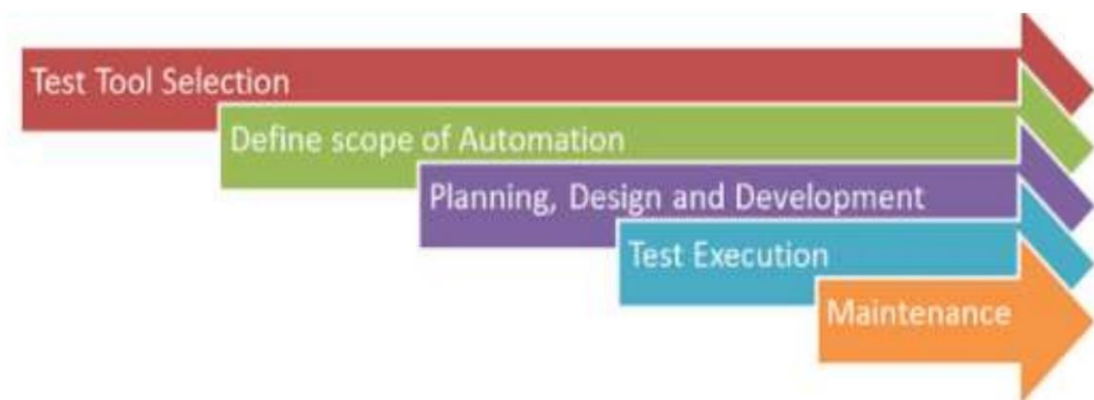 Test Tool Selection
Define scope of Automation
Planning, Design and Development
Test Execution
Maintenance